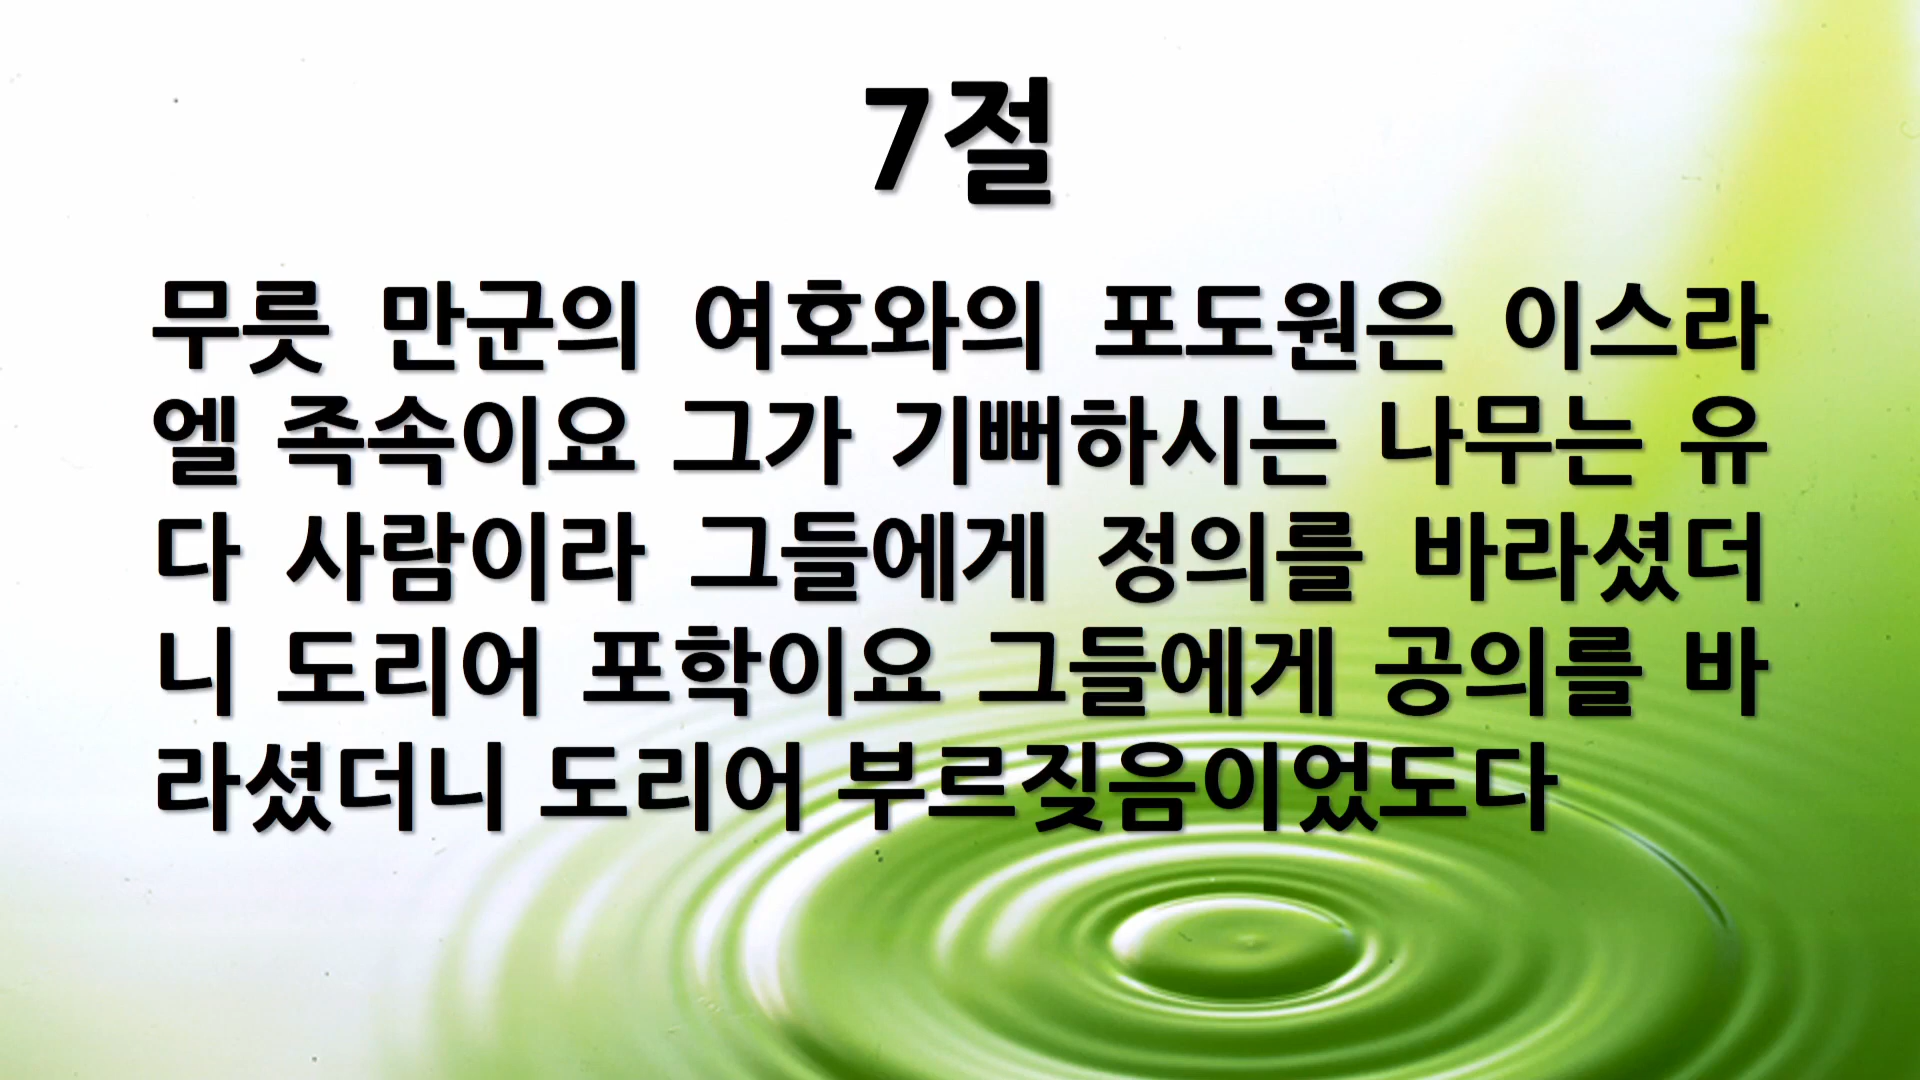 7절
무릇 만군의 여호와의 포도원은 이스라
엘 족속이요 그가 기뻐하시는 나무는 유
다 사람이라 그들에게 정의를 바라셨더
니 도리어 포학이요 그들에게 공의를 바
라셨더니 도리어 부르짖음이었도다